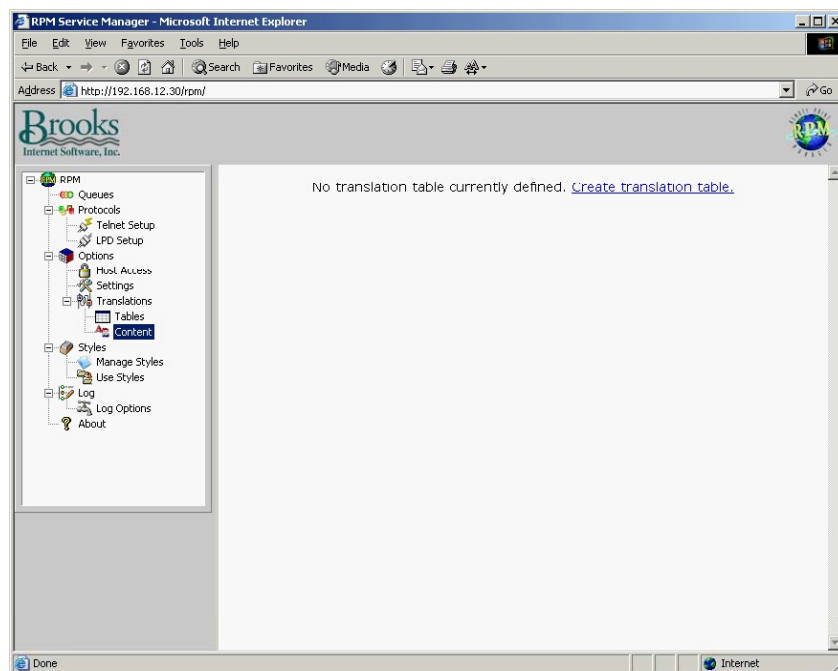 RPM Service Manager - Microsoft Internet Explorer
File Edit View Favorites Tools Help
Back Search Favorites Media
Address http://192.168.12.30/rpm/ Go
Brooks
Internet Software, Inc.
RPM
RPM
Queues
Protocols
Telnet Setup
LPD Setup
Options
Host Access
Settings
Translations
Tables
Content
Styles
Manage Styles
Use Styles
Log
Log Options
About
No translation table currently defined. Create translation table.
Done Internet